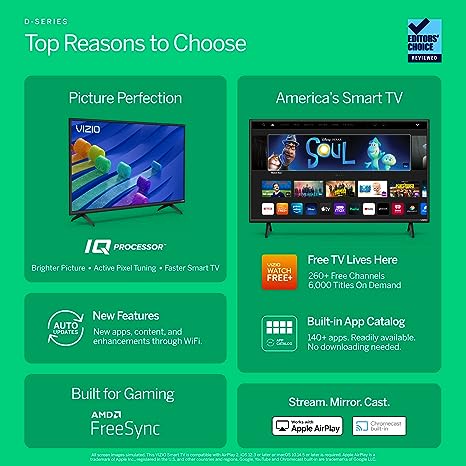 D-SERIES
Top Reasons to Choose
EDITORS'
CHOICE
REVIEWED
Picture Perfection
VIZIO
IQ PROCESSOR™
Brighter Picture • Active Pixel Tuning • Faster Smart TV
America's Smart TV
SOUL
VIZIO
WATCH
FREE+
Free TV Lives Here
260+ Free Channels
6,000 Titles On Demand
APP
CATALOG
Built-in App Catalog
140+ apps. Readily available.
No downloading needed.
AUTO
UPDATES
New Features
New apps, content, and
enhancements through WiFi.
Built for Gaming
AMD
FreeSync
Stream. Mirror. Cast.
Works with
Apple AirPlay
Chromecast
built-in
All screen images simulated. This VIZIO Smart TV is compatible with AirPlay 2. iOS 12.3 or later or macOS 10.14.5 or later is required. Apple AirPlay is a
trademark of Apple Inc., registered in the U.S. and other countries and regions. Google, YouTube and Chromecast built-in are trademarks of Google LLC.